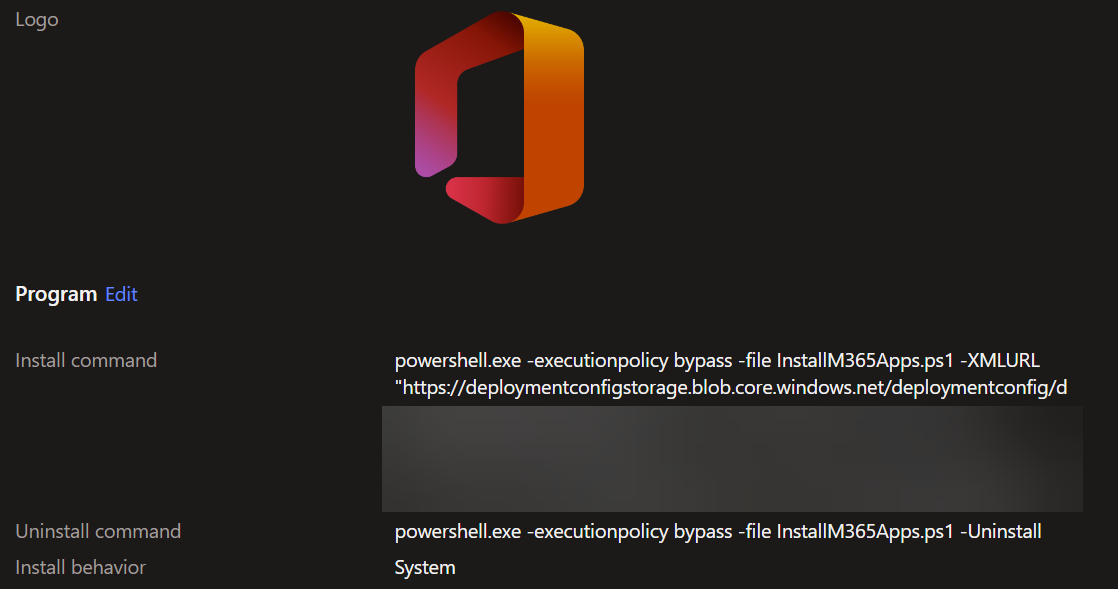 Logo
Program Edit
Install command
powershell.exe -executionpolicy bypass -file InstallM365Apps.ps1 -XMLURL
"https://deploymentconfigstorage.blob.core.windows.net/deploymentconfig/d
Uninstall command
powershell.exe -executionpolicy bypass -file InstallM365Apps.ps1 -Uninstall
Install behavior
System